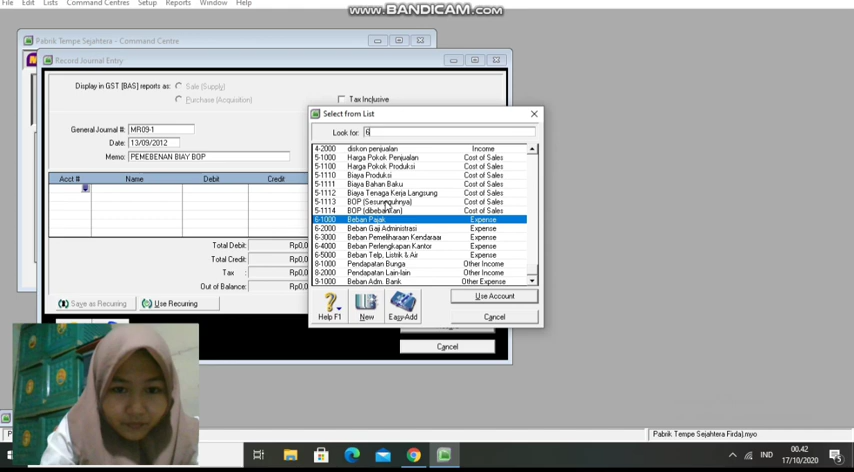 www.BANDICAM.com
File Edit Lists Command Centres Setup Reports Window Help
Pabrik Tempe Sejahtera - Command Centre
Record Journal Entry
Display in GST [BAS] reports as: Sale (Supply)
Purchase (Acquisition)
Tax Inclusive
General Journal #: MR09-1
Date: 13/09/2012
Memo: PEMEBENAN BIAY BOP
Acct # Name Debit Credit
Total Debit: Rp0,0
Total Credit: Rp0,0
Tax : Rp0,0
Out of Balance: Rp0,0
Save as Recurring Use Recurring
Cancel
Select from List
Look for: 6
4-2000 diskon penjualan Income
5-1000 Harga Pokok Penjualan Cost of Sales
5-1100 Harga Pokok Produksi Cost of Sales
5-1110 Biaya Produksi Cost of Sales
5-1111 Biaya Bahan Baku Cost of Sales
5-1112 Biaya Tenaga Kerja Langsung Cost of Sales
5-1113 BOP (Sesungguhnya) Cost of Sales
5-1114 BOP (dibebankan) Cost of Sales
6-1000 Beban Pajak Expense
6-2000 Beban Gaji Administrasi Expense
6-3000 Beban Pemeliharaan Kendaraan Expense
6-4000 Beban Perlengkapan Kantor Expense
6-5000 Beban Telp, Listrik & Air Expense
8-1000 Pendapatan Bunga Other Income
8-2000 Pendapatan Lain-lain Other Income
9-1000 Beban Adm. Bank Other Expense
Help F1 New Easy-Add
Use Account
Cancel
Pabrik Tempe Sejahtera Firda).myo
IND
00.42
17/10/2020
5